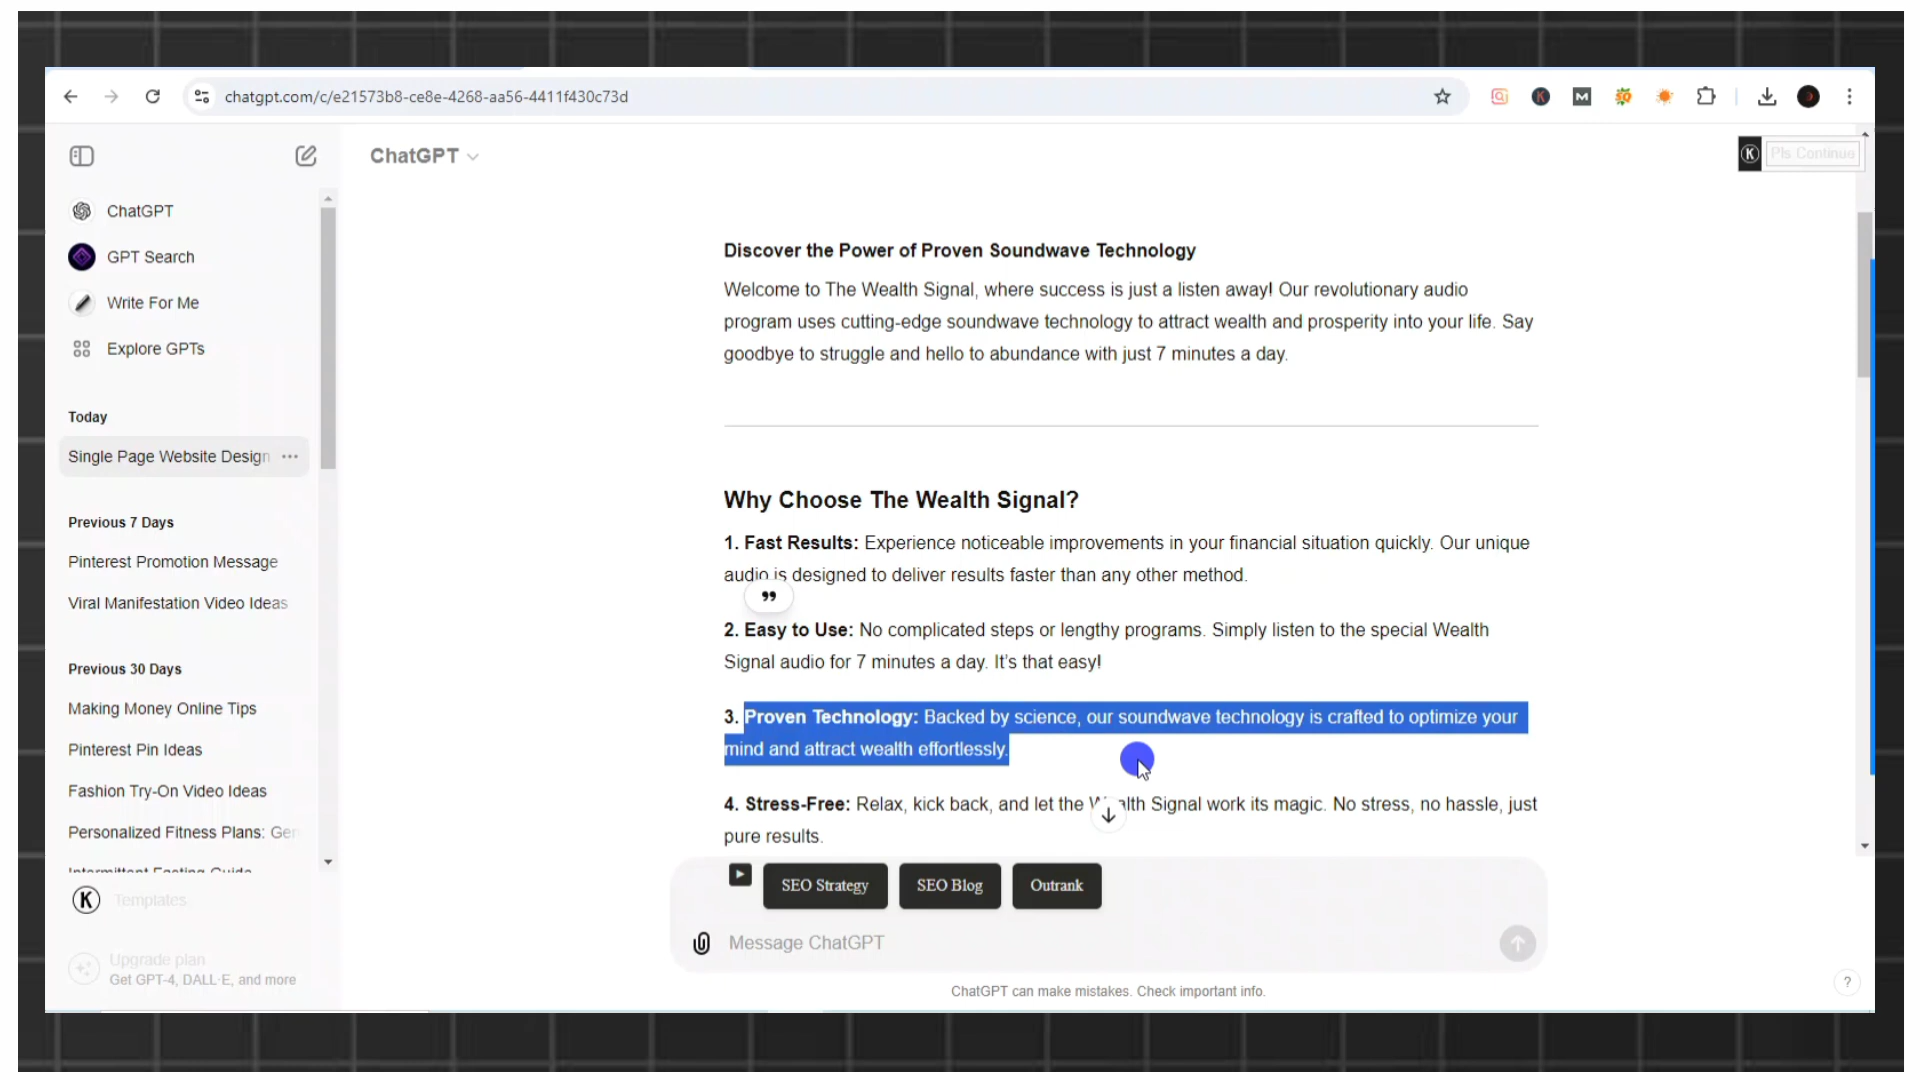 chatgpt.com/c/e21573b8-ce8e-4268-aa56-4411f430c73d
ChatGPT
Pls Continue
ChatGPT
GPT Search
Write For Me
Explore GPTs
Today
Single Page Website Design
Previous 7 Days
Pinterest Promotion Message
Viral Manifestation Video Ideas
Previous 30 Days
Making Money Online Tips
Pinterest Pin Ideas
Fashion Try-On Video Ideas
Personalized Fitness Plans: Gen
Intermittent Fasting Guide
K Templates
Upgrade plan
Get GPT-4, DALL·E, and more
Discover the Power of Proven Soundwave Technology
Welcome to The Wealth Signal, where success is just a listen away! Our revolutionary audio
program uses cutting-edge soundwave technology to attract wealth and prosperity into your life. Say
goodbye to struggle and hello to abundance with just 7 minutes a day.
Why Choose The Wealth Signal?
1. Fast Results: Experience noticeable improvements in your financial situation quickly. Our unique
audio is designed to deliver results faster than any other method.
2. Easy to Use: No complicated steps or lengthy programs. Simply listen to the special Wealth
Signal audio for 7 minutes a day. It's that easy!
3. Proven Technology: Backed by science, our soundwave technology is crafted to optimize your
mind and attract wealth effortlessly.
4. Stress-Free: Relax, kick back, and let the Wealth Signal work its magic. No stress, no hassle, just
pure results.
SEO Strategy SEO Blog Outrank
Message ChatGPT
ChatGPT can make mistakes. Check important info.
?